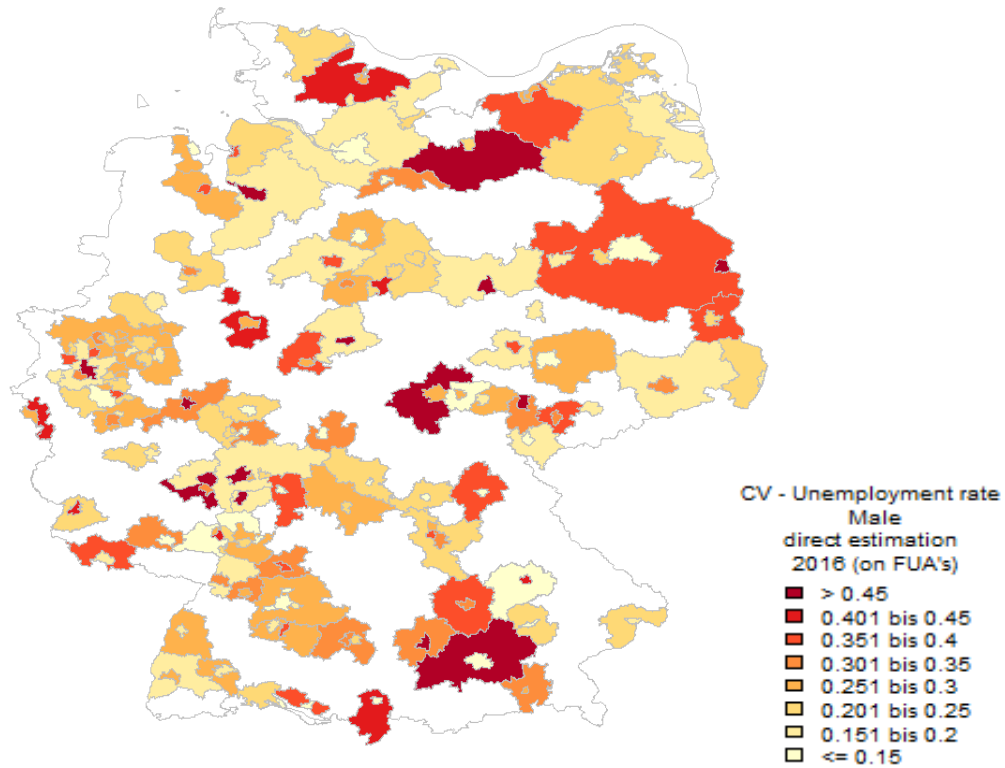 CV - Unemployment rate
Male
direct estimation
2016 (on FUA's)
> 0.45
0.401 bis 0.45
0.351 bis 0.4
0.301 bis 0.35
0.251 bis 0.3
0.201 bis 0.25
0.151 bis 0.2
<= 0.15